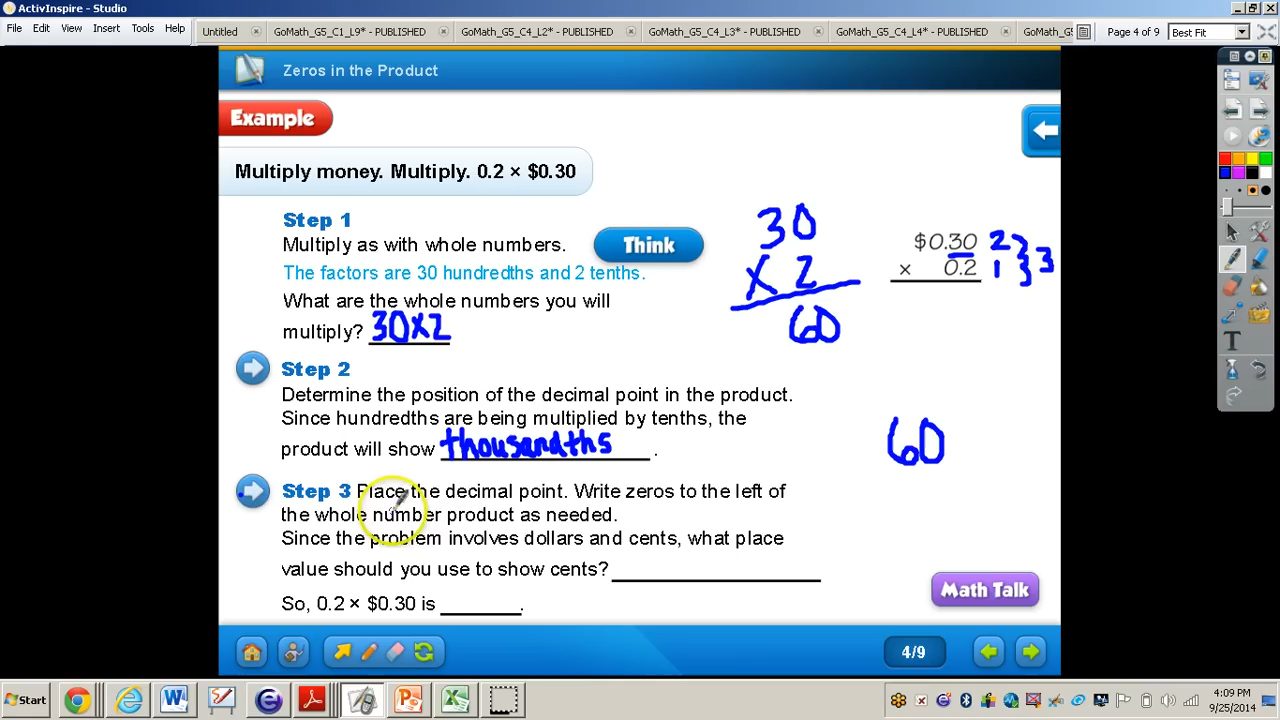 ActivInspire - Studio
File Edit View Insert Tools Help
Untitled
GoMath_G5_C1_L9* - PUBLISHED
GoMath_G5_C4_L2* - PUBLISHED
GoMath_G5_C4_L3* - PUBLISHED
GoMath_G5_C4_L4* - PUBLISHED
Page 4 of 9
Best Fit
Zeros in the Product
Example
Multiply money. Multiply. 0.2 × $0.30
Step 1
Multiply as with whole numbers.
Think
The factors are 30 hundredths and 2 tenths.
What are the whole numbers you will
multiply? 30X2
30
X 2
60
$0.30 2
× 0.2 1
3
Step 2
Determine the position of the decimal point in the product.
Since hundredths are being multiplied by tenths, the
product will show thousandths .
60
Step 3 Place the decimal point. Write zeros to the left of
the whole number product as needed.
Since the problem involves dollars and cents, what place
value should you use to show cents?
So, 0.2 × $0.30 is .
Math Talk
4/9
Start
4:09 PM
9/25/2014